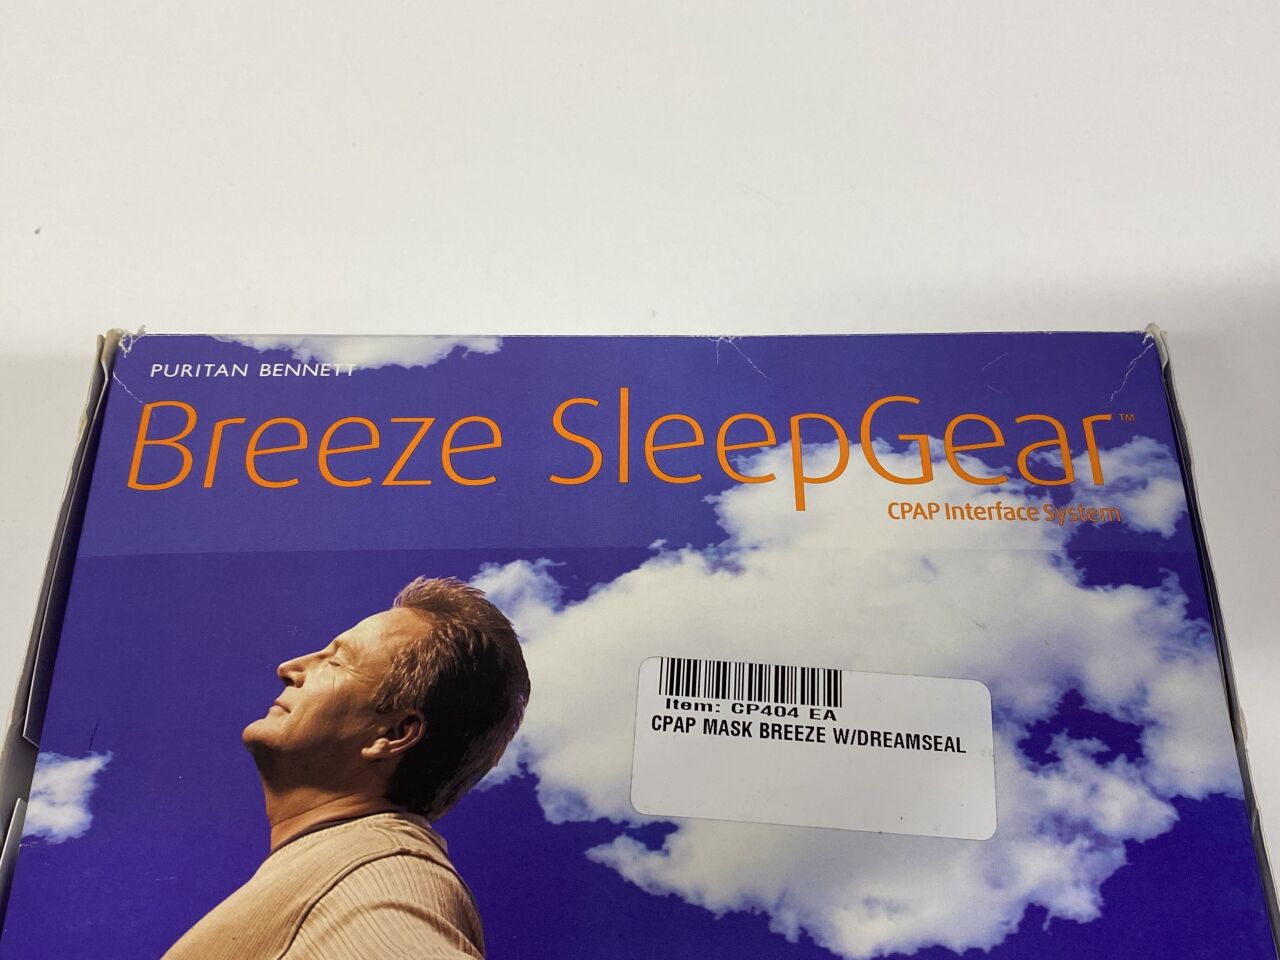 PURITAN BENNETT
Breeze SleepGear™
CPAP Interface System
Item: CP404 EA
CPAP MASK BREEZE W/DREAMSEAL